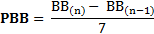 PBB = BB(n) − BB(n−1)
7